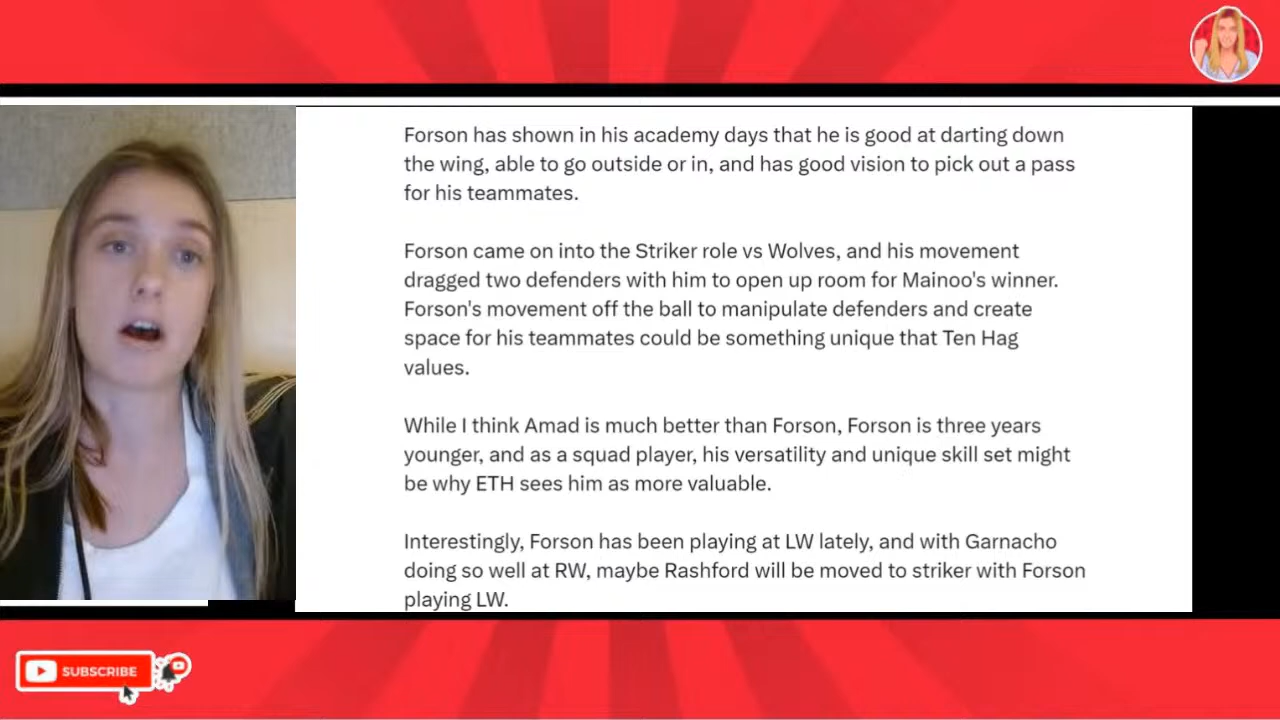 Forson has shown in his academy days that he is good at darting down
the wing, able to go outside or in, and has good vision to pick out a pass
for his teammates.
Forson came on into the Striker role vs Wolves, and his movement
dragged two defenders with him to open up room for Mainoo's winner.
Forson's movement off the ball to manipulate defenders and create
space for his teammates could be something unique that Ten Hag
values.
While I think Amad is much better than Forson, Forson is three years
younger, and as a squad player, his versatility and unique skill set might
be why ETH sees him as more valuable.
Interestingly, Forson has been playing at LW lately, and with Garnacho
doing so well at RW, maybe Rashford will be moved to striker with Forson
playing LW.
SUBSCRIBE